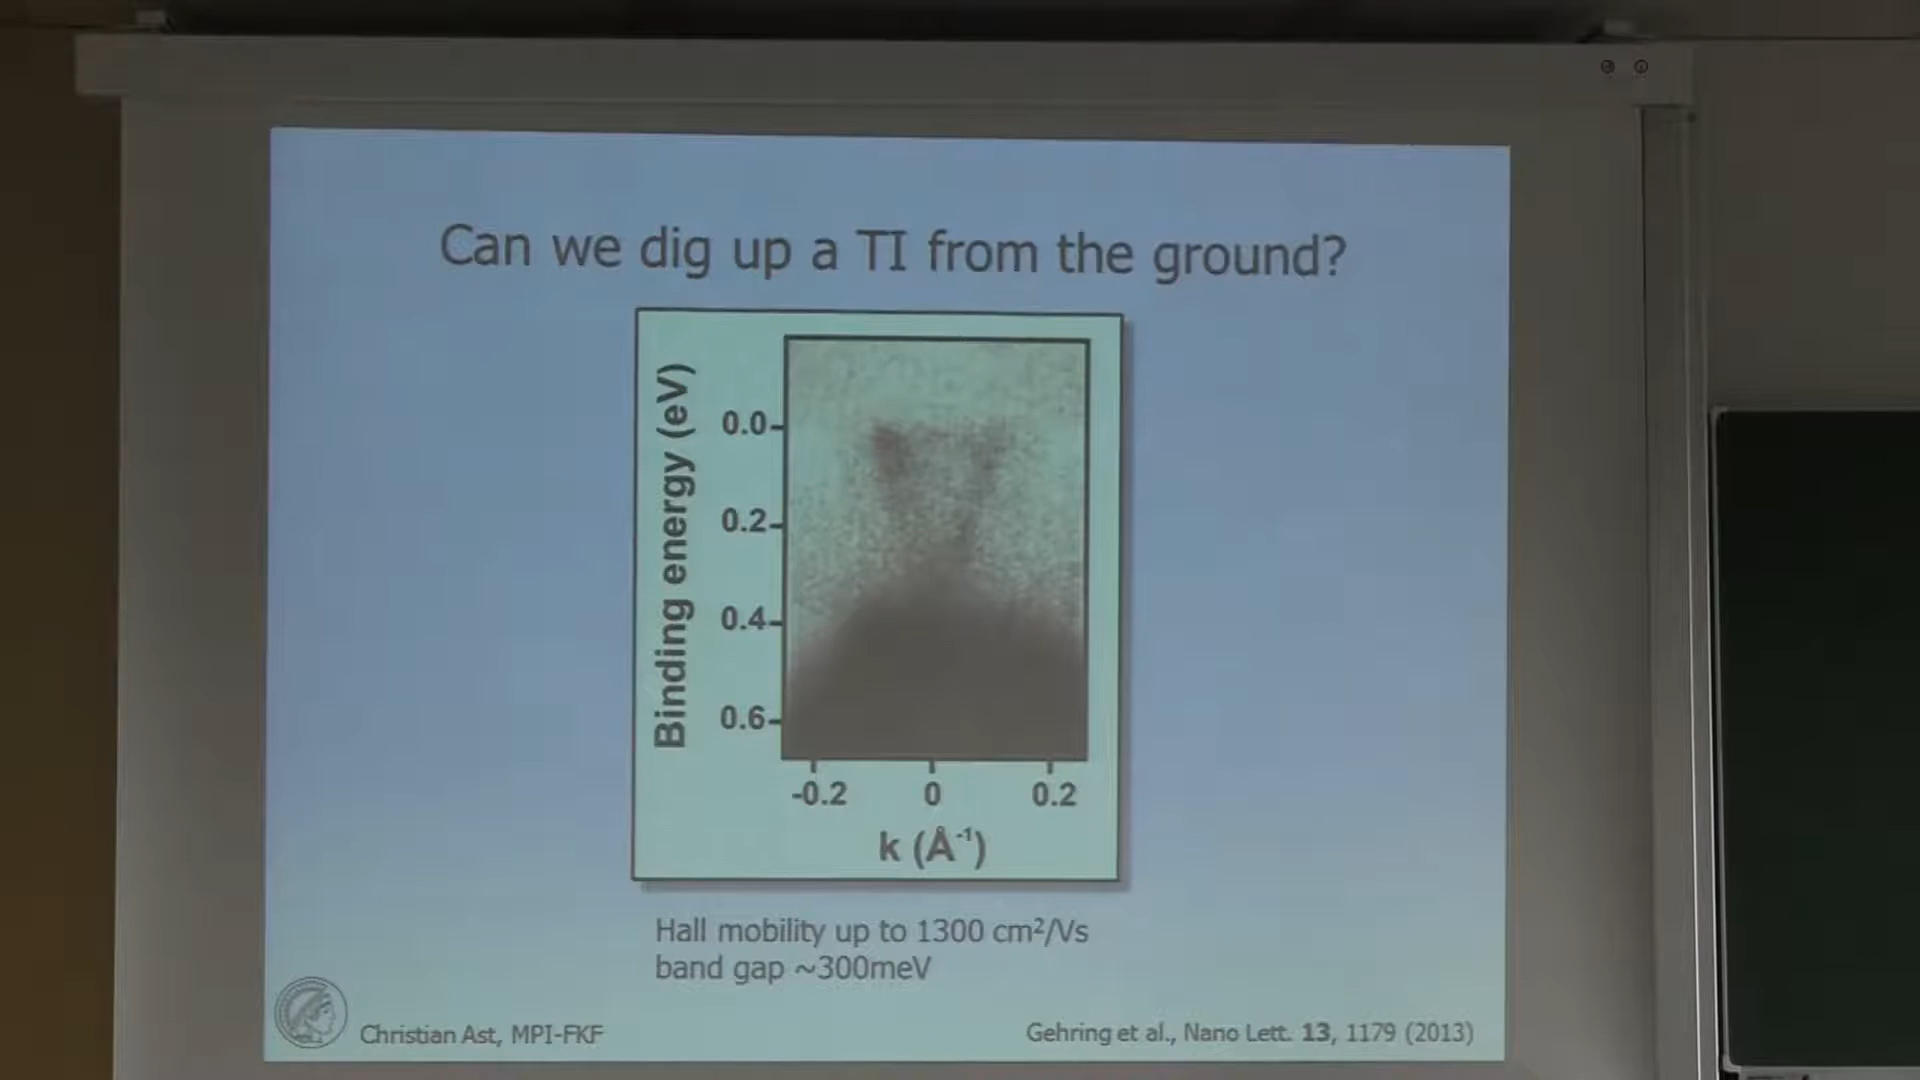 Can we dig up a TI from the ground?
Binding energy (eV)
0.0
0.2
0.4
0.6
-0.2 0 0.2
k (Å⁻¹)
Hall mobility up to 1300 cm²/Vs
band gap ~300meV
Christian Ast, MPI-FKF
Gehring et al., Nano Lett. 13, 1179 (2013)